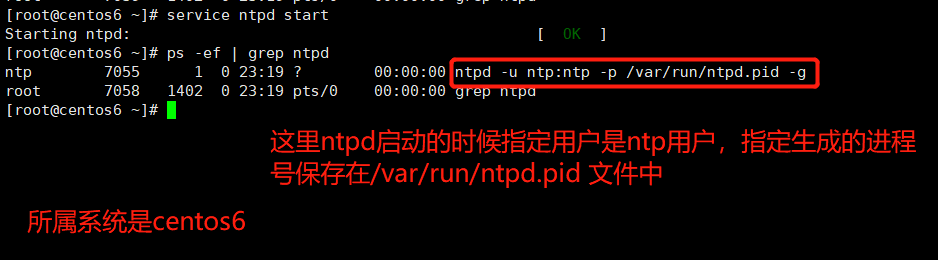 [root@centos6 ~]# service ntpd start
Starting ntpd: [ OK ]
[root@centos6 ~]# ps -ef | grep ntpd
ntp 7055 1 0 23:19 ? 00:00:00 ntpd -u ntp:ntp -p /var/run/ntpd.pid -g
root 7058 1402 0 23:19 pts/0 00:00:00 grep ntpd
[root@centos6 ~]#
这里ntpd启动的时候指定用户是ntp用户，指定生成的进程
号保存在/var/run/ntpd.pid 文件中
所属系统是centos6